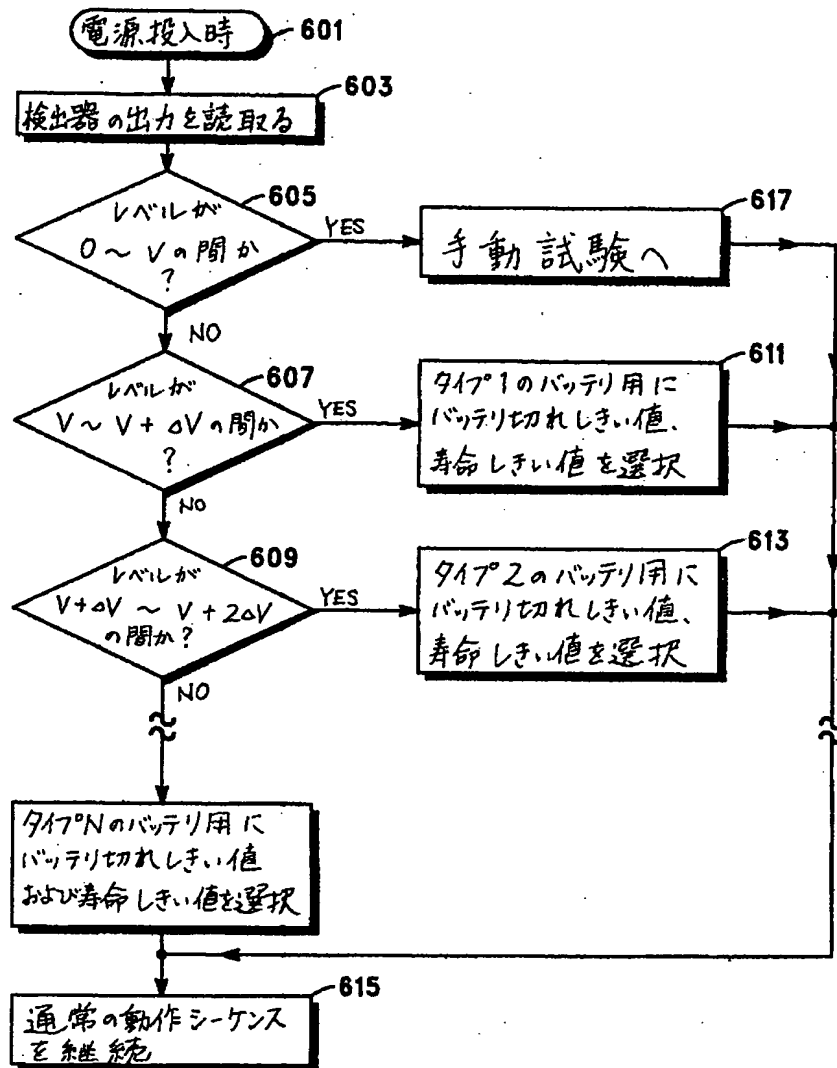 電源投入時
601
603
検出器の出力を読取る
605
レベルが
0 ~ Vの間か
?
YES
617
手動試験へ
NO
607
レベルが
V ~ V + ΔVの間か
?
YES
611
タイプ1のバッテリ用に
バッテリ切れしきい値、
寿命しきい値を選択
NO
609
レベルが
V+ΔV ~ V+2ΔV
の間か?
YES
613
タイプ2のバッテリ用に
バッテリ切れしきい値、
寿命しきい値を選択
NO
タイプNのバッテリ用に
バッテリ切れしきい値
および寿命しきい値を選択
615
通常の動作シーケンス
を継続